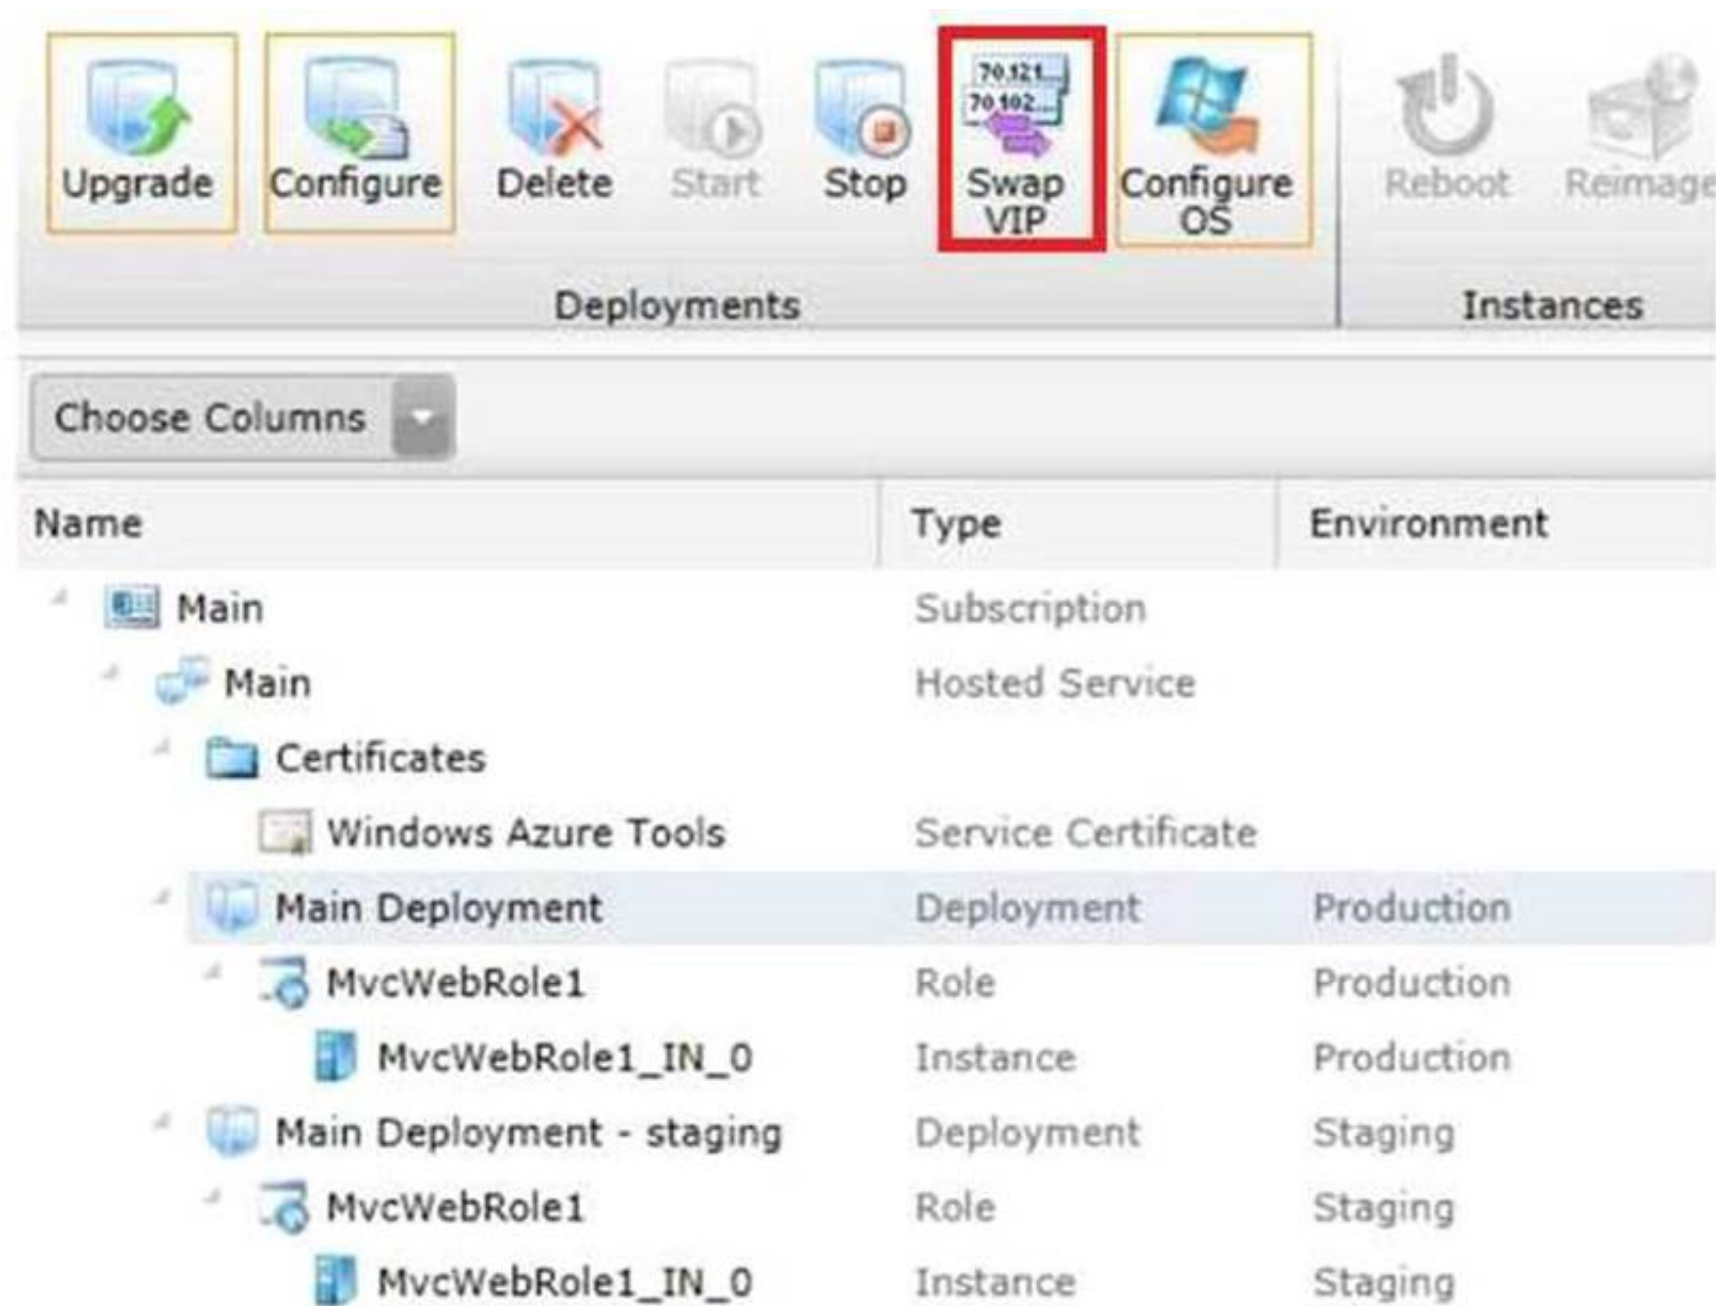 70.121...
70.102...
Upgrade Configure Delete Start Stop Swap VIP Configure OS Reboot Reimage
Deployments Instances
Choose Columns
Name Type Environment
Main Subscription
Main Hosted Service
Certificates
Windows Azure Tools Service Certificate
Main Deployment Deployment Production
MvcWebRole1 Role Production
MvcWebRole1_IN_0 Instance Production
Main Deployment - staging Deployment Staging
MvcWebRole1 Role Staging
MvcWebRole1_IN_0 Instance Staging